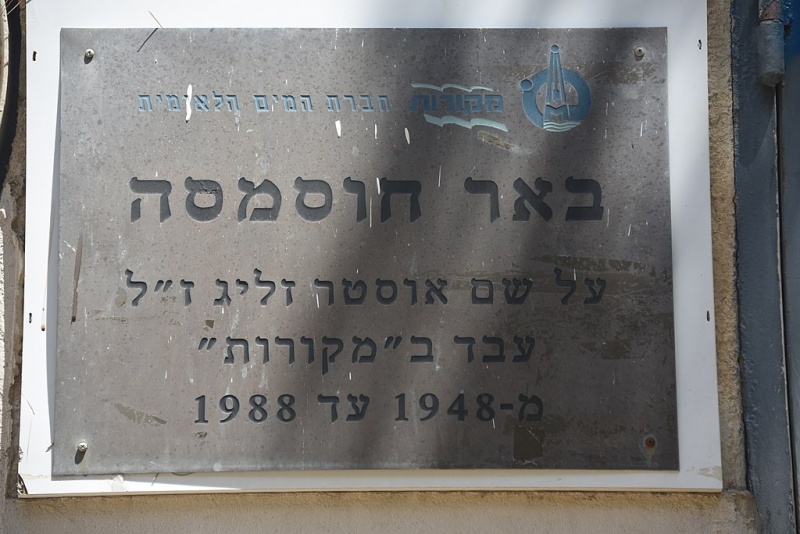 מקורות חברת המים הלאומית
באר חוסמסה
על שם אוסטר זליג ז״ל
עבד ב״מקורות״
מ-1948 עד 1988